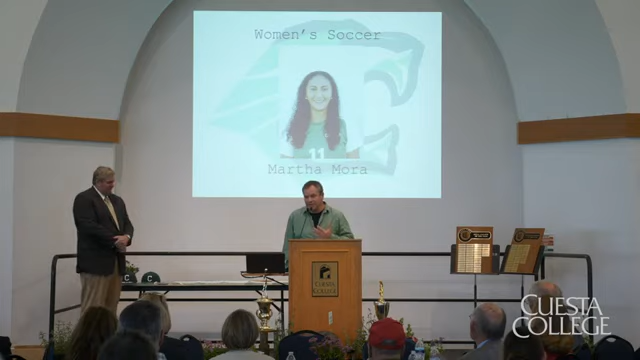 Women's Soccer
11
Martha Mora
CUESTA
COLLEGE
C
C
CUESTA
COLLEGE